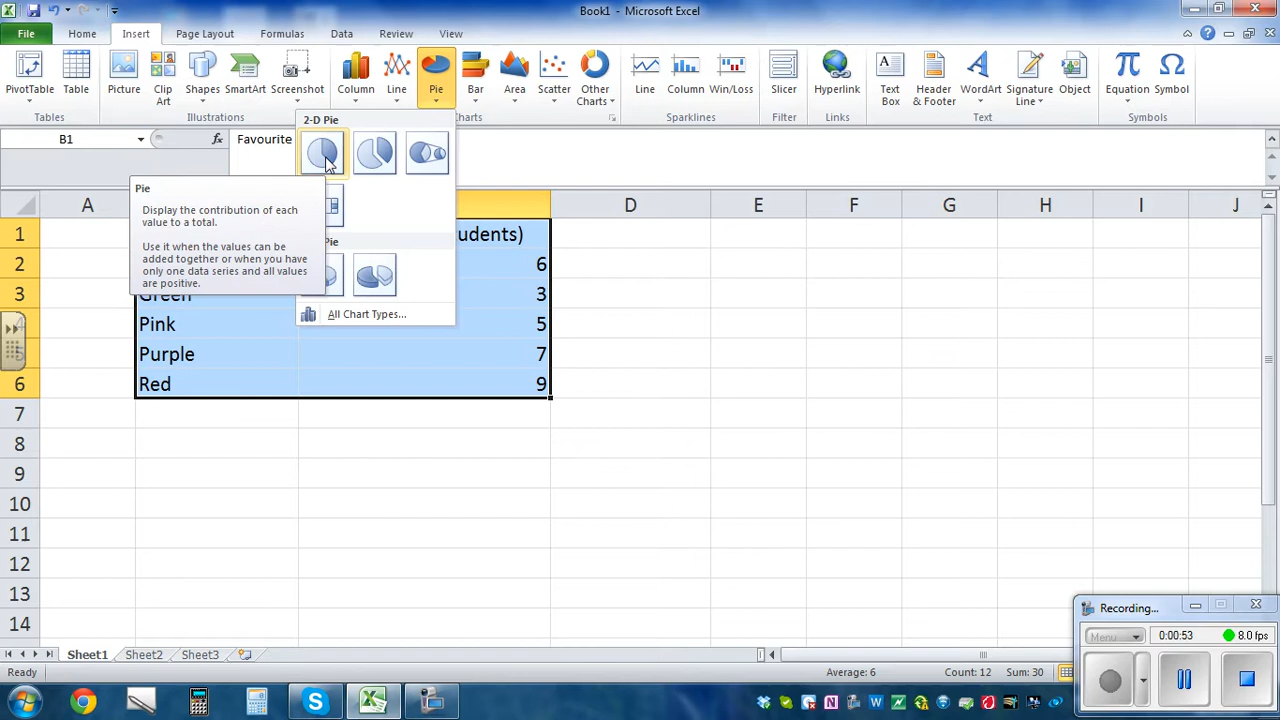 Book1 - Microsoft Excel
File Home Insert Page Layout Formulas Data Review View
PivotTable Table Picture Clip Art Shapes SmartArt Screenshot Column Line Pie Bar Area Scatter Other Charts Line Column Win/Loss Slicer Hyperlink Text Box Header & Footer WordArt Signature Line Object Equation Symbol
Tables Illustrations Charts Sparklines Filter Links Text Symbols
2-D Pie
B1 fx Favourite
Pie
Display the contribution of each
value to a total.
Use it when the values can be
added together or when you have
only one data series and all values
are positive.
Pie
All Chart Types...
A D E F G H I J
1 udents)
2 6
3 Green 3
4 Pink 5
5 Purple 7
6 Red 9
7
8
9
10
11
12
13
14
Recording...
Menu 0:00:53 8.0 fps
Sheet1 Sheet2 Sheet3
Ready Average: 6 Count: 12 Sum: 30